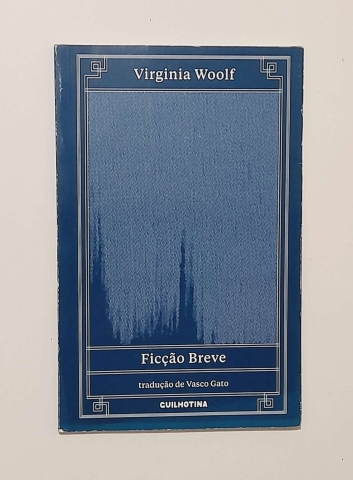 Virginia Woolf
Ficção Breve
tradução de Vasco Gato
GUILHOTINA